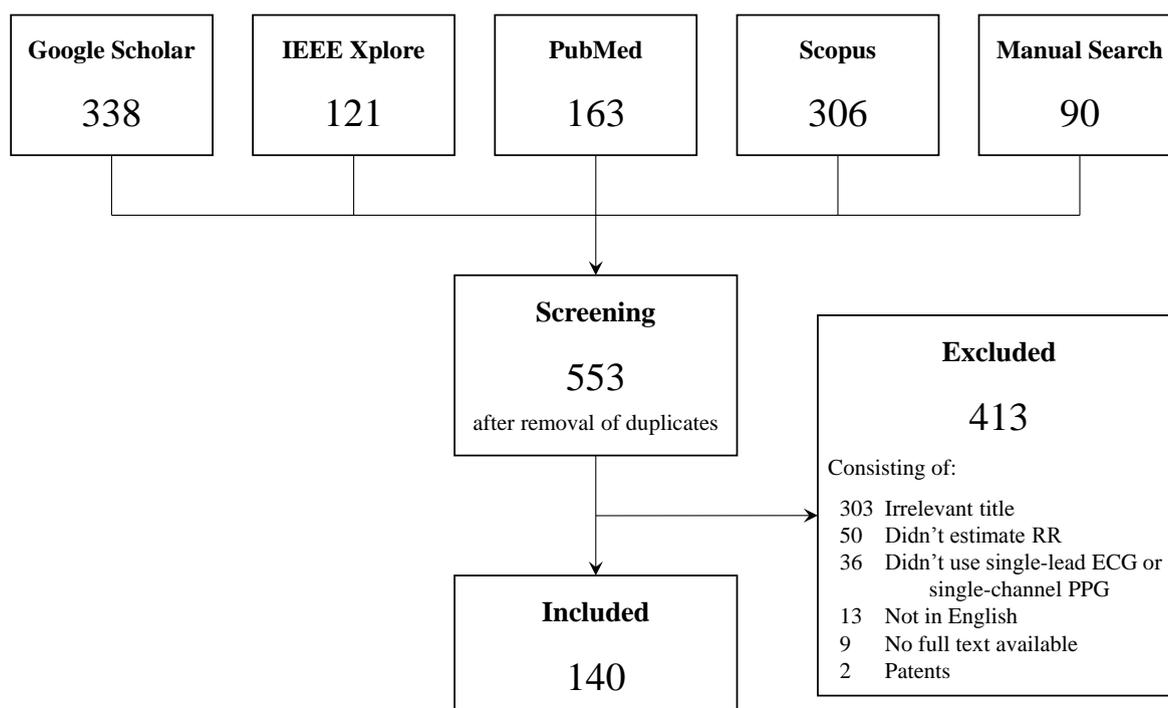 Google Scholar
338
IEEE Xplore
121
PubMed
163
Scopus
306
Manual Search
90
Screening
553
after removal of duplicates
Excluded
413
Consisting of:
303 Irrelevant title
50 Didn’t estimate RR
36 Didn’t use single-lead ECG or
single-channel PPG
13 Not in English
9 No full text available
2 Patents
Included
140